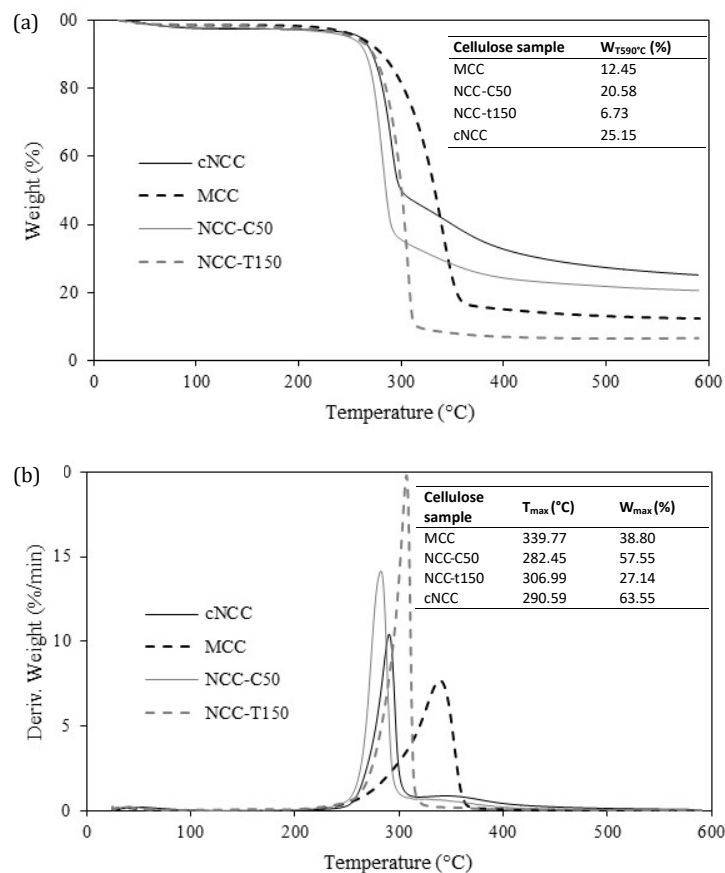 (a)
00
80
60
40
20
0
Weight (%)
Cellulose sample W_T590°C (%)
MCC 12.45
NCC-C50 20.58
NCC-t150 6.73
cNCC 25.15
cNCC
MCC
NCC-C50
NCC-T150
0 100 200 300 400 500 600
Temperature (°C)
(b)
0
15
10
5
0
Deriv. Weight (%/min)
Cellulose
sample T_max (°C) W_max (%)
MCC 339.77 38.80
NCC-C50 282.45 57.55
NCC-t150 306.99 27.14
cNCC 290.59 63.55
cNCC
MCC
NCC-C50
NCC-T150
0 100 200 300 400 500 600
Temperature (°C)